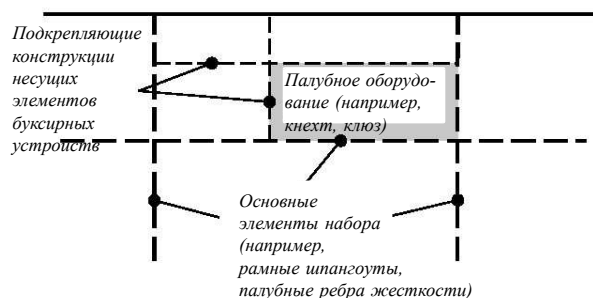 Подкрепляющие
конструкции
несущих
элементов
буксирных
устройств
Палубное оборудо-
вание (например,
кнехт, клюз)
Основные
элементы набора
(например,
рамные шпангоуты,
палубные ребра жесткости)